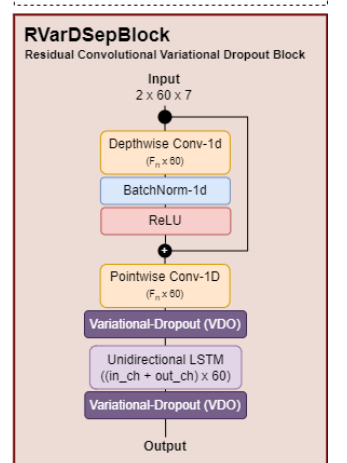 RVarDSepBlock
Residual Convolutional Variational Dropout Block
Input
2 x 60 x 7
Depthwise Conv-1d
(Fn x 60)
BatchNorm-1d
ReLU
+
Pointwise Conv-1D
(Fn x 60)
Variational-Dropout (VDO)
Unidirectional LSTM
((in_ch + out_ch) x 60)
Variational-Dropout (VDO)
Output